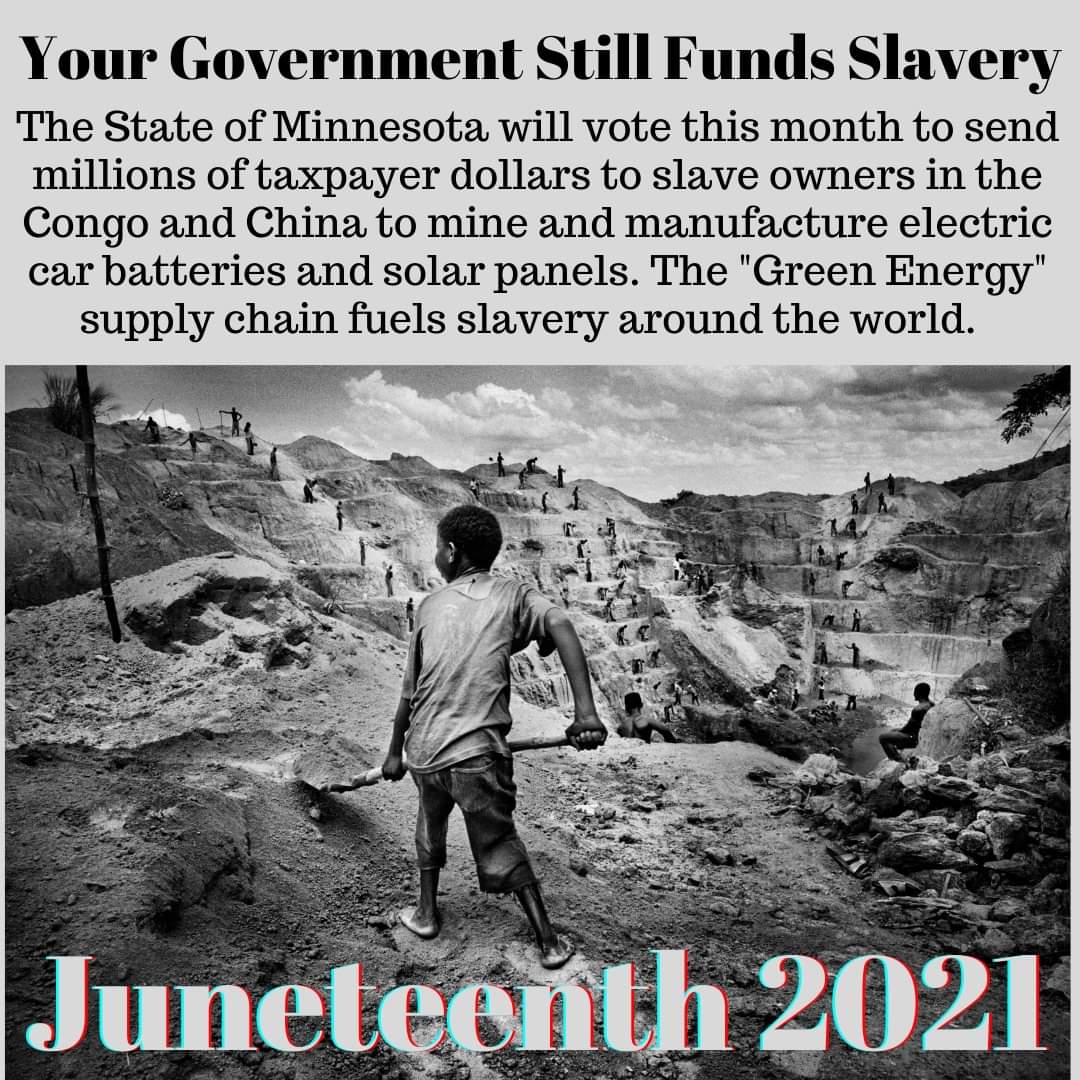 Your Government Still Funds Slavery
The State of Minnesota will vote this month to send
millions of taxpayer dollars to slave owners in the
Congo and China to mine and manufacture electric
car batteries and solar panels. The "Green Energy"
supply chain fuels slavery around the world.
Juneteenth 2021